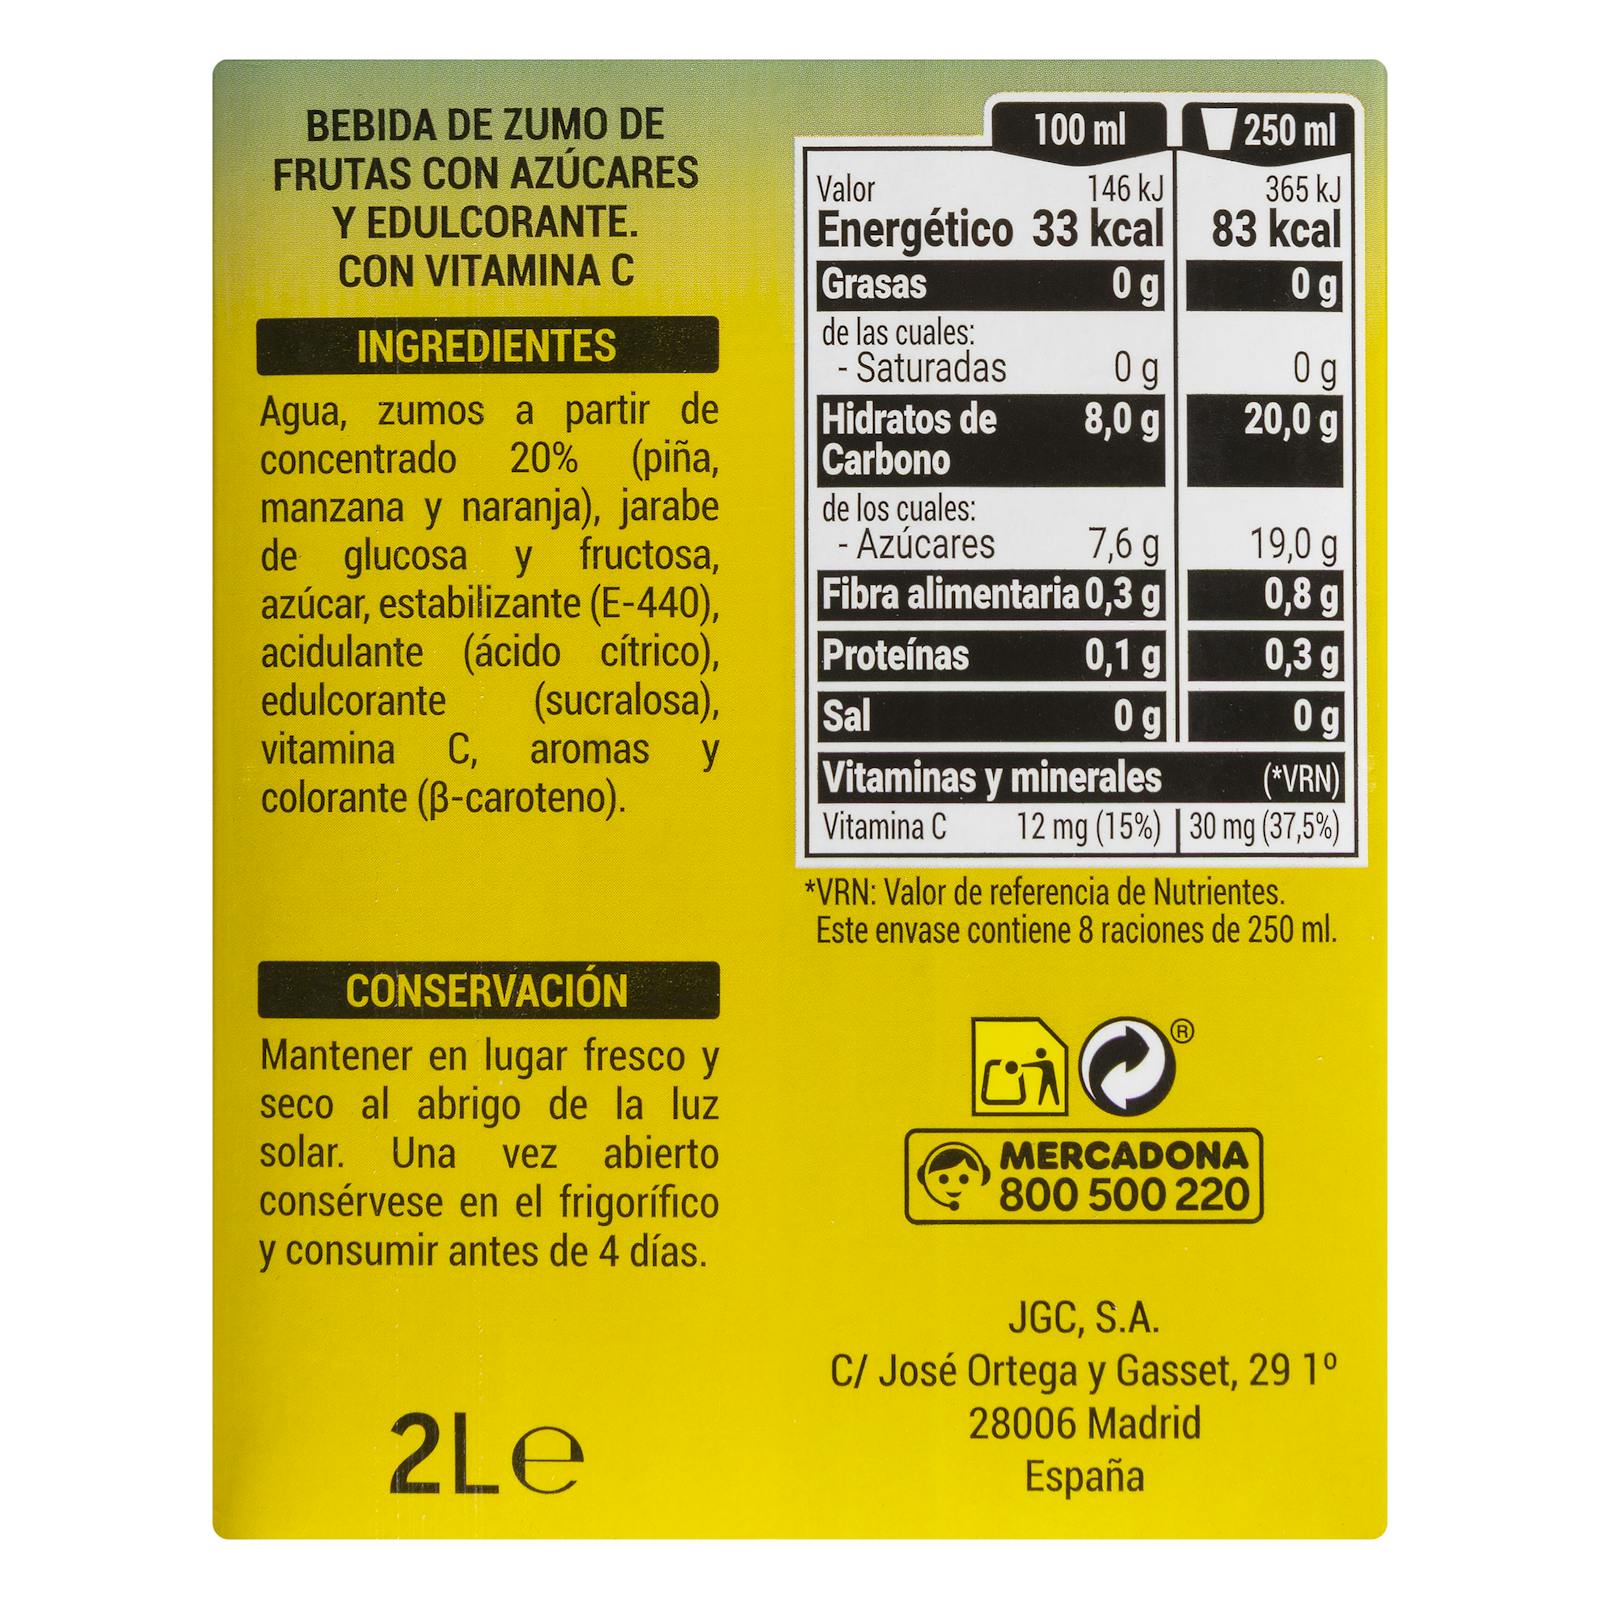 BEBIDA DE ZUMO DE
FRUTAS CON AZÚCARES
Y EDULCORANTE.
CON VITAMINA C
INGREDIENTES
Agua, zumos a partir de
concentrado 20% (piña,
manzana y naranja), jarabe
de glucosa y fructosa,
azúcar, estabilizante (E-440),
acidulante (ácido cítrico),
edulcorante (sucralosa),
vitamina C, aromas y
colorante (β-caroteno).
CONSERVACIÓN
Mantener en lugar fresco y
seco al abrigo de la luz
solar. Una vez abierto
consérvese en el frigorífico
y consumir antes de 4 días.
2L e
100 ml 250 ml
Valor 146 kJ 365 kJ
Energético 33 kcal 83 kcal
Grasas 0 g 0 g
de las cuales:
- Saturadas 0 g 0 g
Hidratos de 8,0 g 20,0 g
Carbono
de los cuales:
- Azúcares 7,6 g 19,0 g
Fibra alimentaria 0,3 g 0,8 g
Proteínas 0,1 g 0,3 g
Sal 0 g 0 g
Vitaminas y minerales (*VRN)
Vitamina C 12 mg (15%) 30 mg (37,5%)
*VRN: Valor de referencia de Nutrientes.
Este envase contiene 8 raciones de 250 ml.
®
MERCADONA
800 500 220
JGC, S.A.
C/ José Ortega y Gasset, 29 1º
28006 Madrid
España